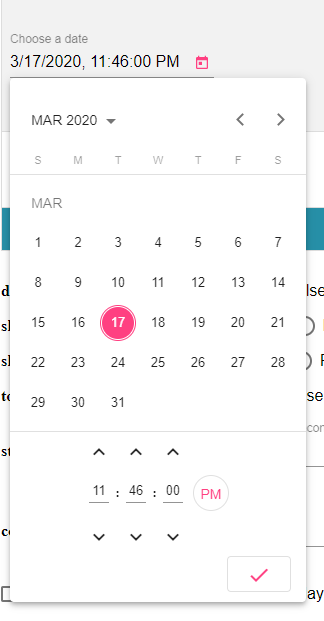 Choose a date
3/17/2020, 11:46:00 PM
MAR 2020
S M T W T F S
MAR
1 2 3 4 5 6 7
8 9 10 11 12 13 14
15 16 17 18 19 20 21
22 23 24 25 26 27 28
29 30 31
11 : 46 : 00 PM